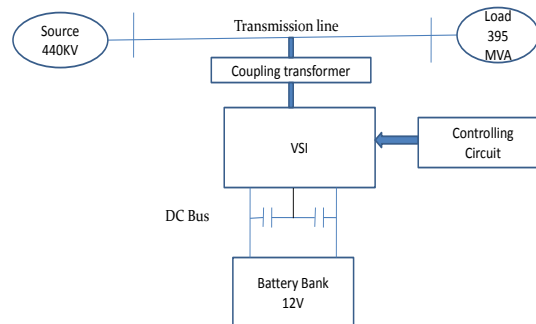 Source
440KV
Transmission line
Load
395
MVA
Coupling transformer
VSI
Controlling
Circuit
DC Bus
Battery Bank
12V